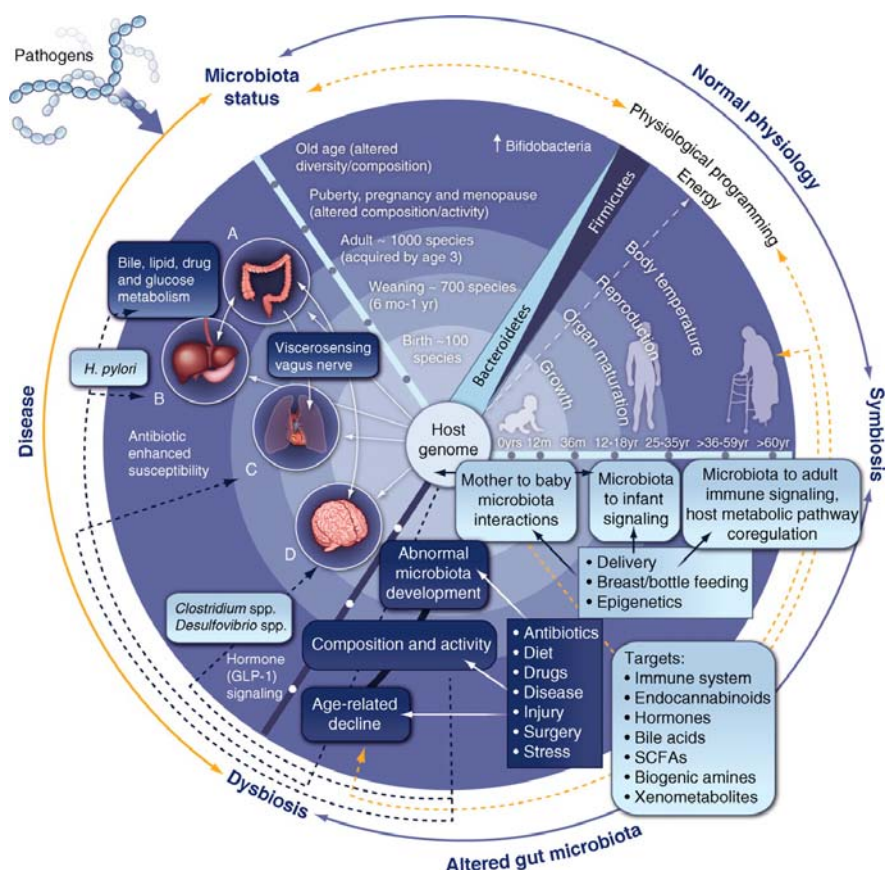 Pathogens
Microbiota
status
Normal physiology
Physiological programming
Energy
Old age (altered
diversity/composition)
↑ Bifidobacteria
Puberty, pregnancy and menopause
(altered composition/activity)
Adult ~ 1000 species
(acquired by age 3)
Weaning ~ 700 species
(6 mo-1 yr)
Birth ~100
species
Firmicutes
Bacteroidetes
Body temperature
Reproduction
Organ maturation
Growth
A
Bile, lipid, drug
and glucose
metabolism
Viscerosensing
vagus nerve
H. pylori
B
Disease
Antibiotic
enhanced
susceptibility
C
D
Host
genome
0yrs 12m 36m 12-18yr 25-35yr >36-59yr >60yr
Symbiosis
Mother to baby
microbiota
interactions
Microbiota
to infant
signaling
Microbiota to adult
immune signaling,
host metabolic pathway
coregulation
• Delivery
• Breast/bottle feeding
• Epigenetics
Abnormal
microbiota
development
Clostridium spp.
Desulfovibrio spp.
Composition and activity
Hormone
(GLP-1)
signaling
Age-related
decline
• Antibiotics
• Diet
• Drugs
• Disease
• Injury
• Surgery
• Stress
Targets:
• Immune system
• Endocannabinoids
• Hormones
• Bile acids
• SCFAs
• Biogenic amines
• Xenometabolites
Dysbiosis
Altered gut microbiota